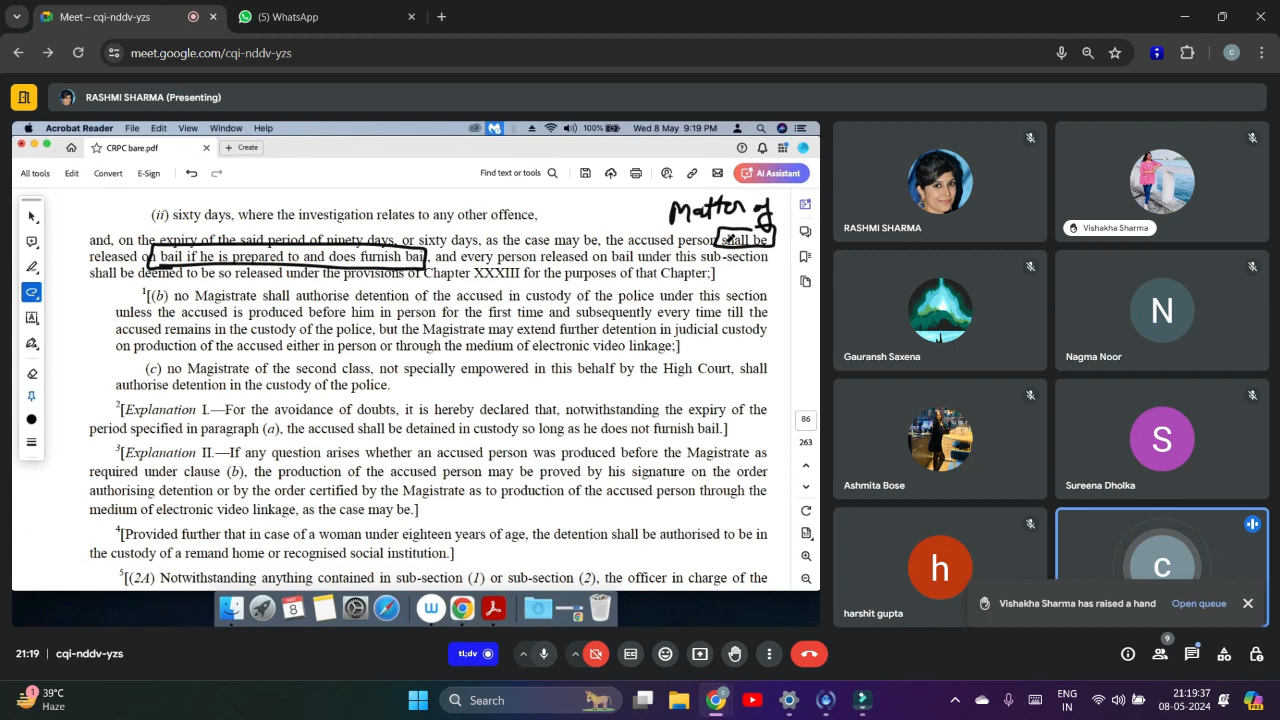 Meet – cqi-nddv-yzs
(5) WhatsApp
meet.google.com/cqi-nddv-yzs
c
RASHMI SHARMA (Presenting)
Acrobat Reader File Edit View Window Help
100% Wed 8 May 9:19 PM
CRPC bare.pdf
+ Create
All tools Edit Convert E-Sign
Find text or tools
AI Assistant
Matter of
(ii) sixty days, where the investigation relates to any other offence,
and, on the expiry of the said period of ninety days, or sixty days, as the case may be, the accused person shall be
released on bail if he is prepared to and does furnish bail, and every person released on bail under this sub-section
shall be deemed to be so released under the provisions of Chapter XXXIII for the purposes of that Chapter;]
1[(b) no Magistrate shall authorise detention of the accused in custody of the police under this section
unless the accused is produced before him in person for the first time and subsequently every time till the
accused remains in the custody of the police, but the Magistrate may extend further detention in judicial custody
on production of the accused either in person or through the medium of electronic video linkage;]
(c) no Magistrate of the second class, not specially empowered in this behalf by the High Court, shall
authorise detention in the custody of the police.
2[Explanation I.—For the avoidance of doubts, it is hereby declared that, notwithstanding the expiry of the
period specified in paragraph (a), the accused shall be detained in custody so long as he does not furnish bail.]
3[Explanation II.—If any question arises whether an accused person was produced before the Magistrate as
required under clause (b), the production of the accused person may be proved by his signature on the order
authorising detention or by the order certified by the Magistrate as to production of the accused person through the
medium of electronic video linkage, as the case may be.]
4[Provided further that in case of a woman under eighteen years of age, the detention shall be authorised to be in
the custody of a remand home or recognised social institution.]
5[(2A) Notwithstanding anything contained in sub-section (1) or sub-section (2), the officer in charge of the
86
263
RASHMI SHARMA
Vishakha Sharma
Gauransh Saxena
N
Nagma Noor
Ashmita Bose
S
Sureena Dholka
h
harshit gupta
c
Vishakha Sharma has raised a hand
Open queue
8
W
21:19
cqi-nddv-yzs
tl;dv
9
1
39°C
Haze
Search
ENG
IN
21:19:37
08-05-2024